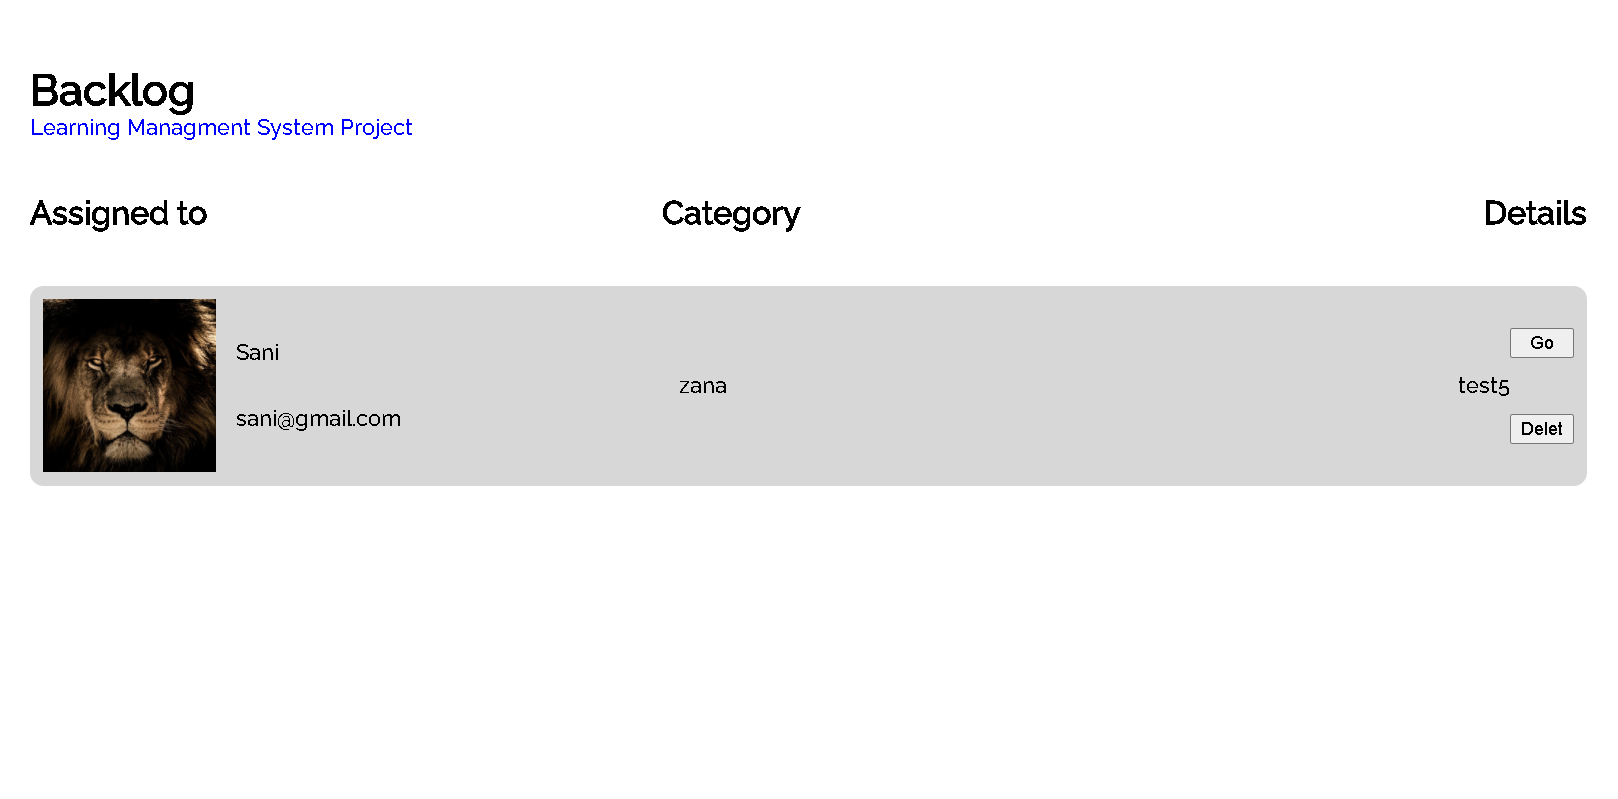 Backlog
Learning Managment System Project
Assigned to Category Details
Sani
sani@gmail.com
zana
test5
Go
Delet